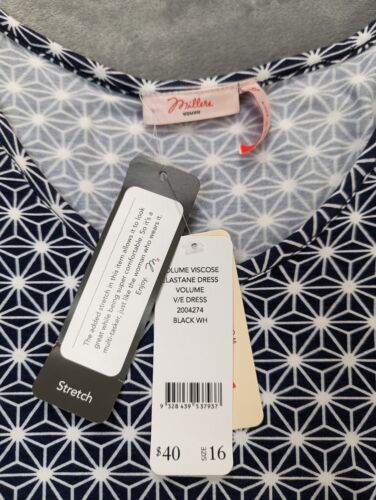 Millers
WOMAN
The added stretch in this item allows it to look
great while being super comfortable. So it's a
multi-tasker, just like the woman who wears it.
Enjoy.
Stretch
OLUME VISCOSE
ELASTANE DRESS
VOLUME
V/E DRESS
2004274
BLACK WH
9 328439 537937
$40
SIZE 16